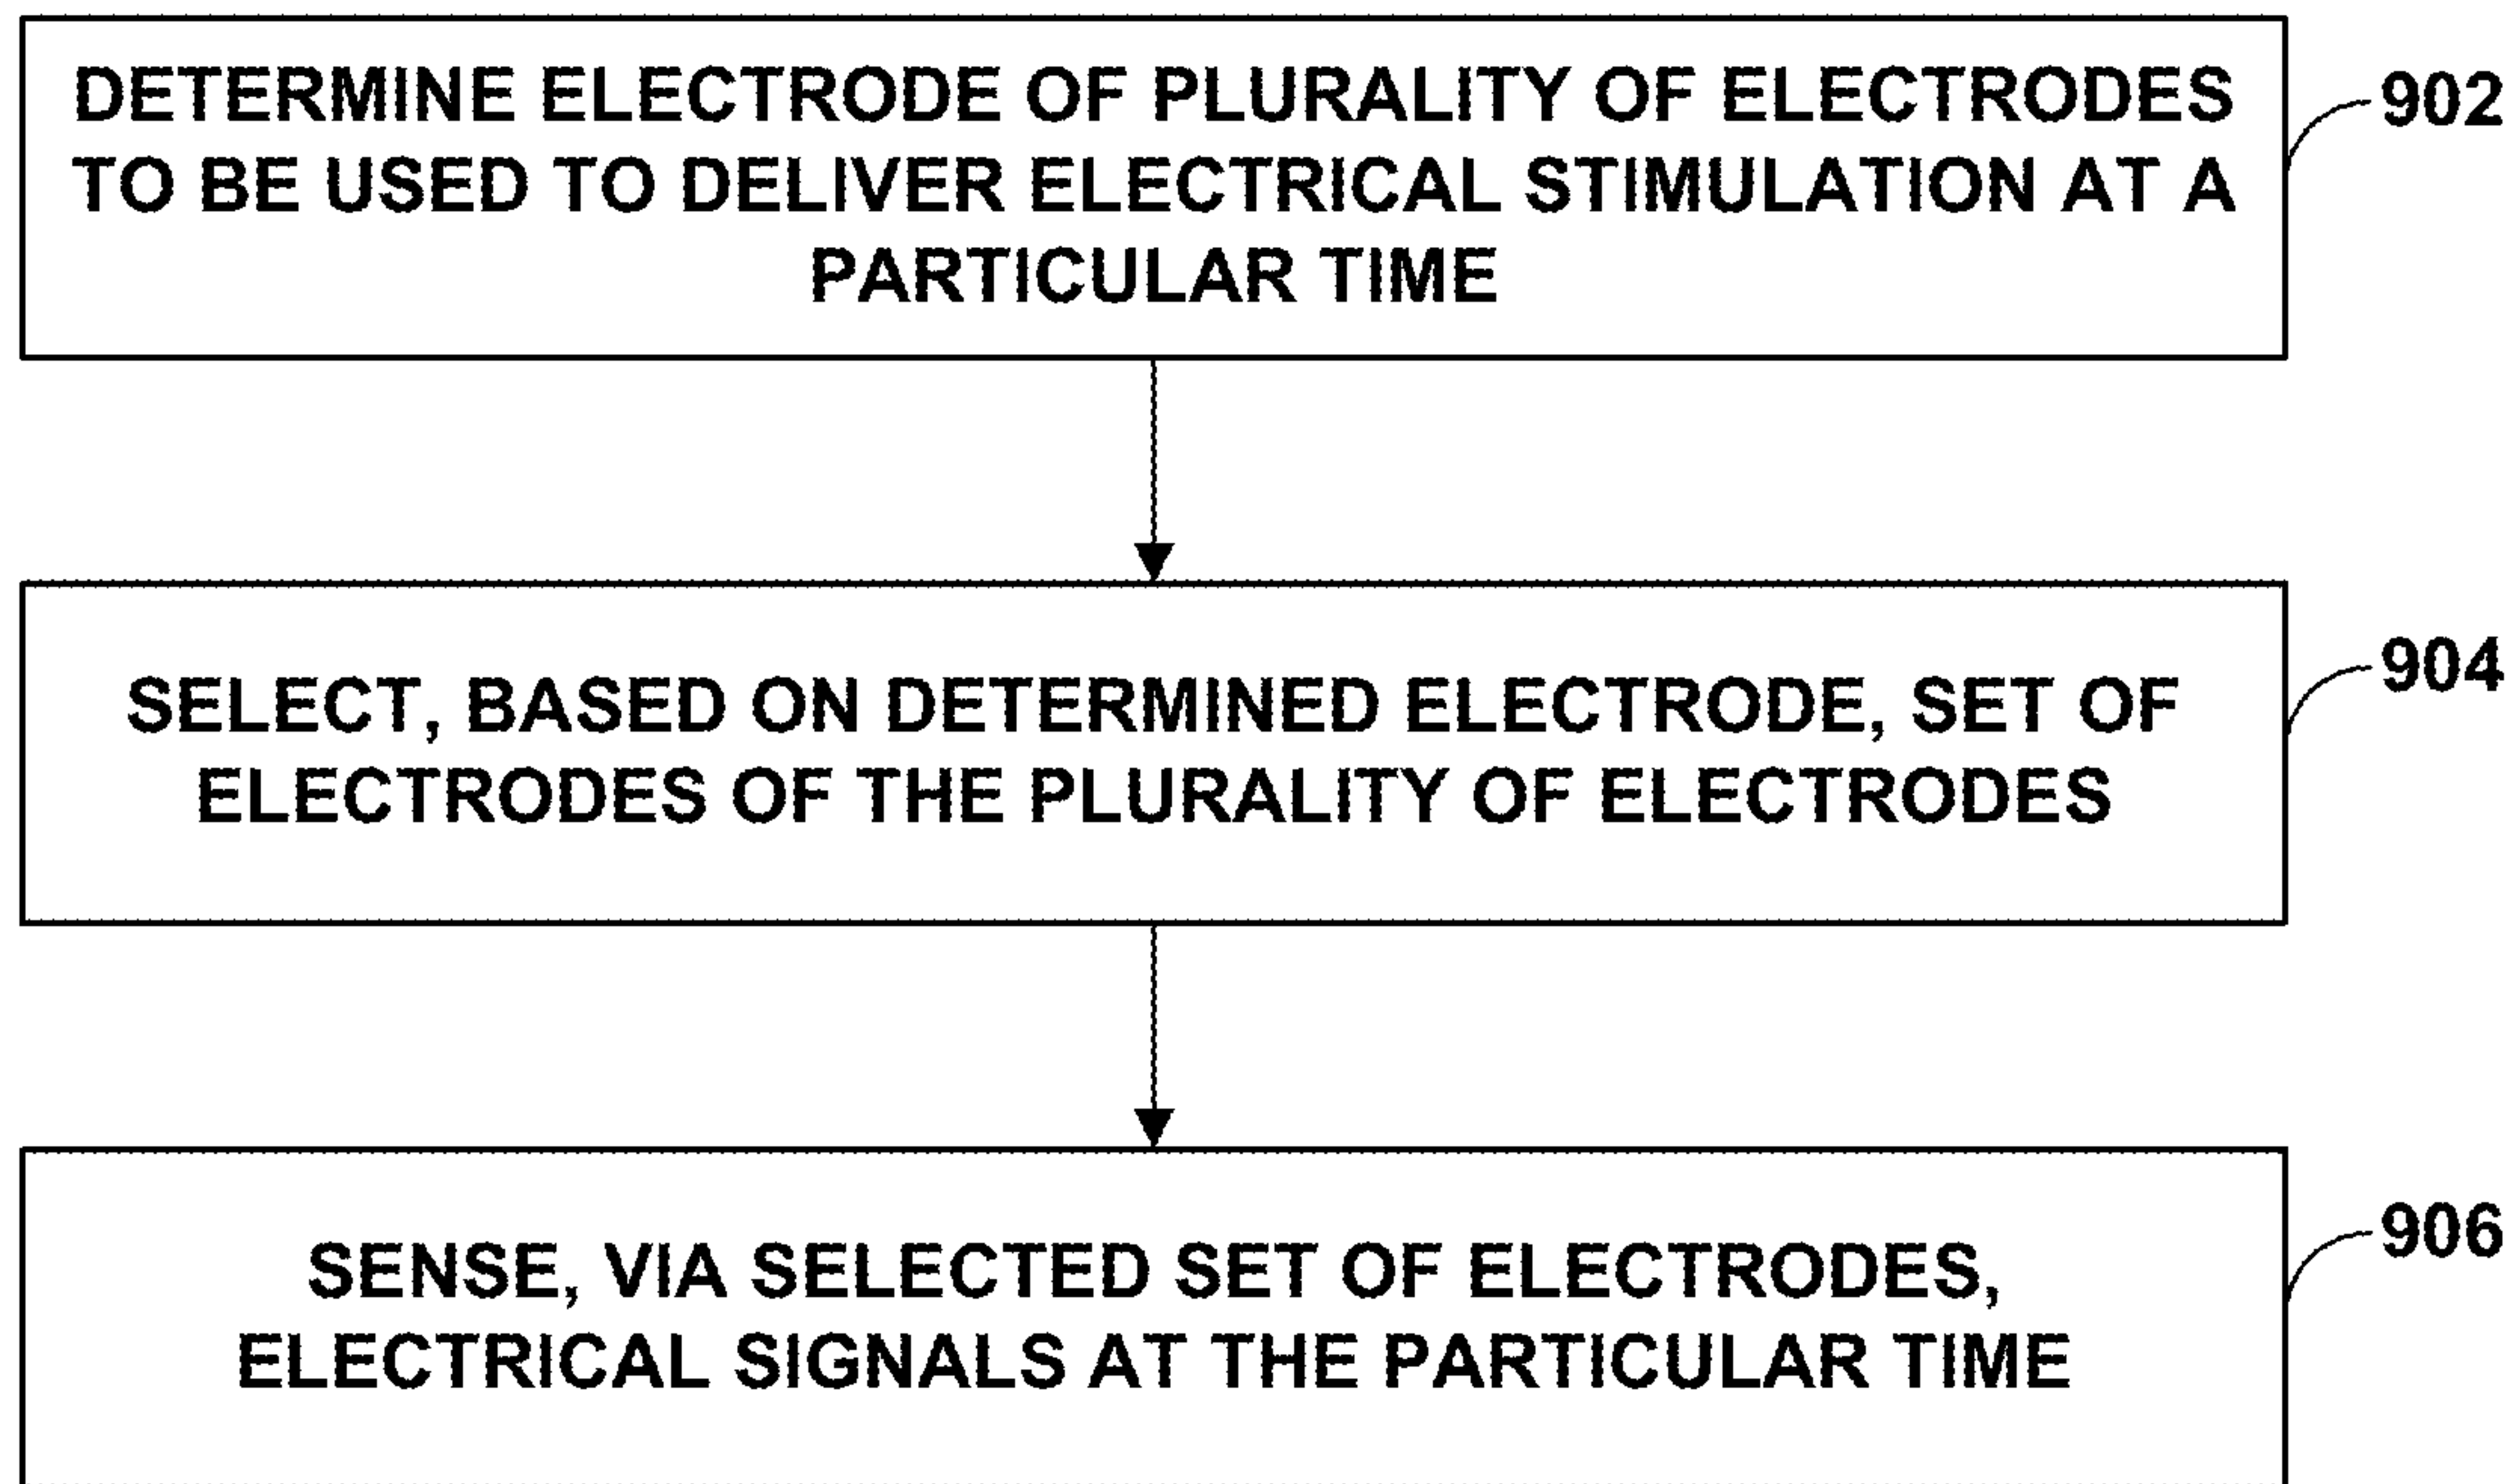 DETERMINE ELECTRODE OF PLURALITY OF ELECTRODES
TO BE USED TO DELIVER ELECTRICAL STIMULATION AT A
PARTICULAR TIME
902
SELECT, BASED ON DETERMINED ELECTRODE, SET OF
ELECTRODES OF THE PLURALITY OF ELECTRODES
904
SENSE, VIA SELECTED SET OF ELECTRODES,
ELECTRICAL SIGNALS AT THE PARTICULAR TIME
906